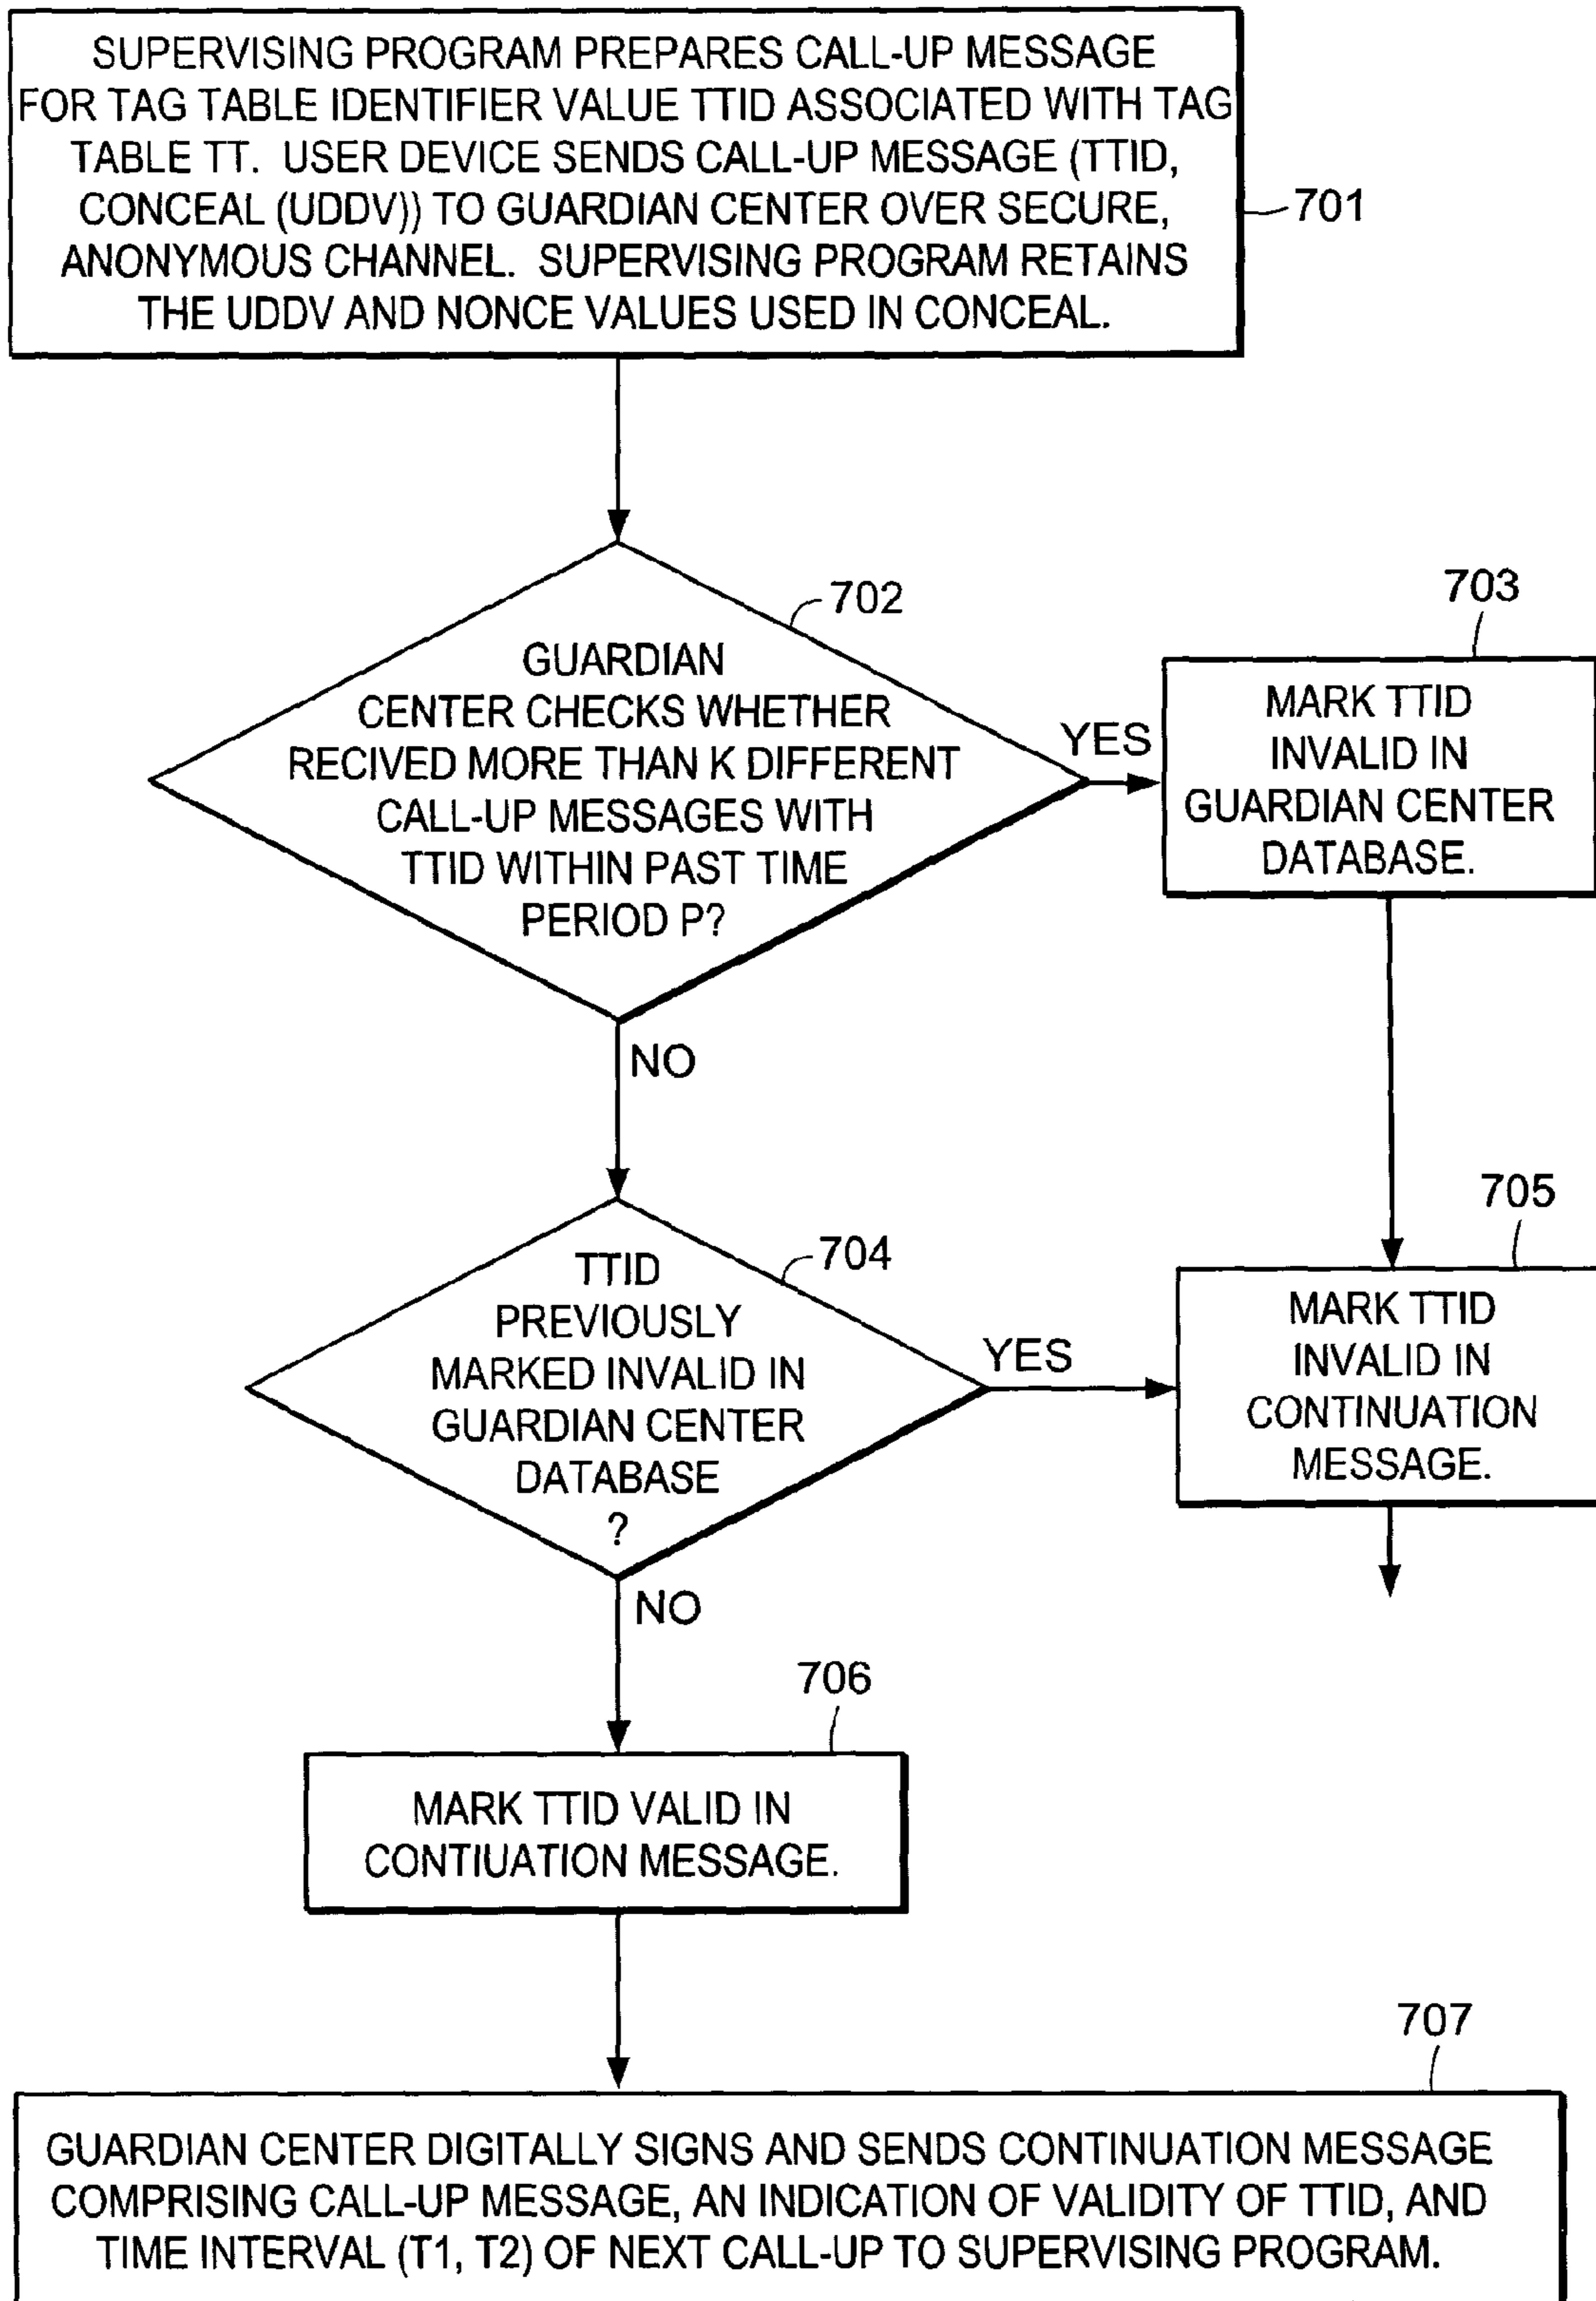 SUPERVISING PROGRAM PREPARES CALL-UP MESSAGE
FOR TAG TABLE IDENTIFIER VALUE TTID ASSOCIATED WITH TAG
TABLE TT. USER DEVICE SENDS CALL-UP MESSAGE (TTID,
CONCEAL (UDDV)) TO GUARDIAN CENTER OVER SECURE,
ANONYMOUS CHANNEL. SUPERVISING PROGRAM RETAINS
THE UDDV AND NONCE VALUES USED IN CONCEAL.
701
702
GUARDIAN
CENTER CHECKS WHETHER
RECIVED MORE THAN K DIFFERENT
CALL-UP MESSAGES WITH
TTID WITHIN PAST TIME
PERIOD P?
YES
703
MARK TTID
INVALID IN
GUARDIAN CENTER
DATABASE.
NO
704
TTID
PREVIOUSLY
MARKED INVALID IN
GUARDIAN CENTER
DATABASE
?
YES
705
MARK TTID
INVALID IN
CONTINUATION
MESSAGE.
NO
706
MARK TTID VALID IN
CONTIUATION MESSAGE.
707
GUARDIAN CENTER DIGITALLY SIGNS AND SENDS CONTINUATION MESSAGE
COMPRISING CALL-UP MESSAGE, AN INDICATION OF VALIDITY OF TTID, AND
TIME INTERVAL (T1, T2) OF NEXT CALL-UP TO SUPERVISING PROGRAM.